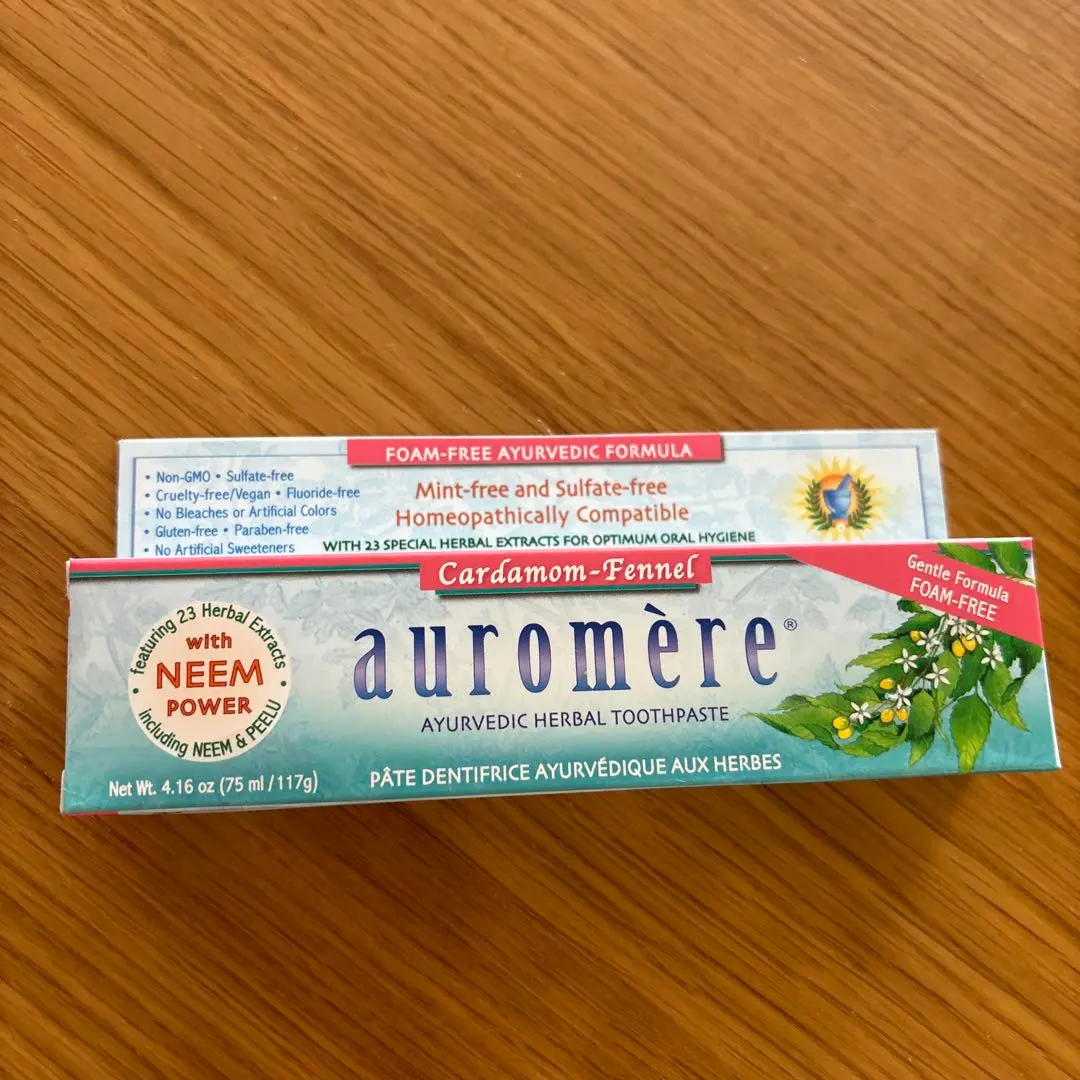 FOAM-FREE AYURVEDIC FORMULA
• Non-GMO • Sulfate-free
• Cruelty-free/Vegan • Fluoride-free
• No Bleaches or Artificial Colors
• Gluten-free • Paraben-free
• No Artificial Sweeteners
Mint-free and Sulfate-free
Homeopathically Compatible
WITH 23 SPECIAL HERBAL EXTRACTS FOR OPTIMUM ORAL HYGIENE
Cardamom-Fennel
Gentle Formula
FOAM-FREE
• featuring 23 Herbal Extracts •
with
NEEM
POWER
including NEEM & PEELU
auromère®
AYURVEDIC HERBAL TOOTHPASTE
PÂTE DENTIFRICE AYURVÉDIQUE AUX HERBES
Net Wt. 4.16 oz (75 ml/117g)